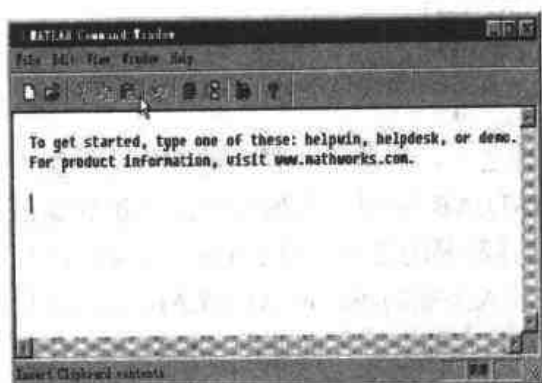 MATLAB Command Window
File Edit View Window Help
To get started, type one of these: helpwin, helpdesk, or demo.
For product information, visit www.mathworks.com.
Insert Clipboard contents